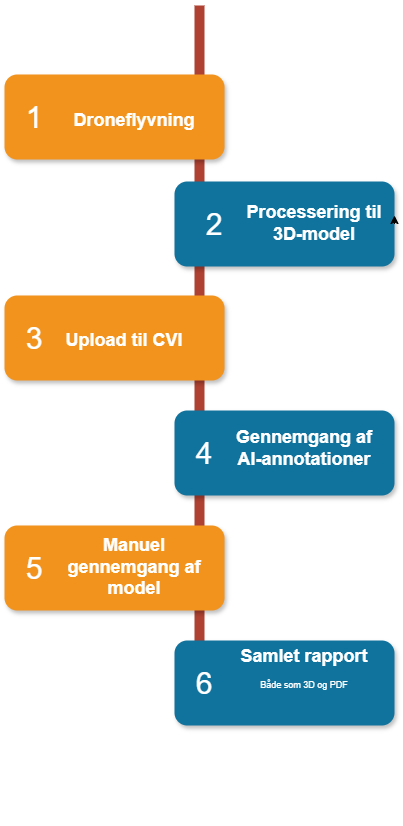 1
Droneflyvning
2
Processering til
3D-model
3
Upload til CVI
4
Gennemgang af
AI-annotationer
5
Manuel
gennemgang af
model
6
Samlet rapport
Både som 3D og PDF